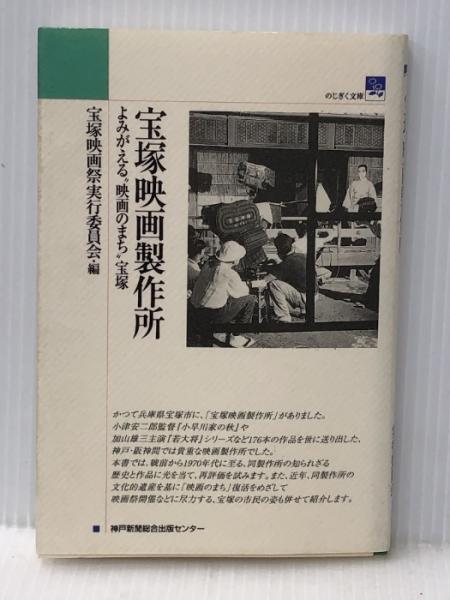 のじぎく文庫
宝塚映画製作所
よみがえる〝映画のまち〟宝塚
宝塚映画祭実行委員会・編
かつて兵庫県宝塚市に、「宝塚映画製作所」がありました。
小津安二郎監督『小早川家の秋』や
加山雄三主演『若大将』シリーズなど176本の作品を世に送り出した、
神戸・阪神間では貴重な映画製作所でした。
本書では、戦前から1970年代に至る、同製作所の知られざる
歴史と作品に光を当て、再評価を試みます。また、近年、同製作所の
文化的遺産を基に「映画のまち」復活をめざして
映画祭開催などに尽力する、宝塚の市民の姿も併せて紹介します。
神戸新聞総合出版センター